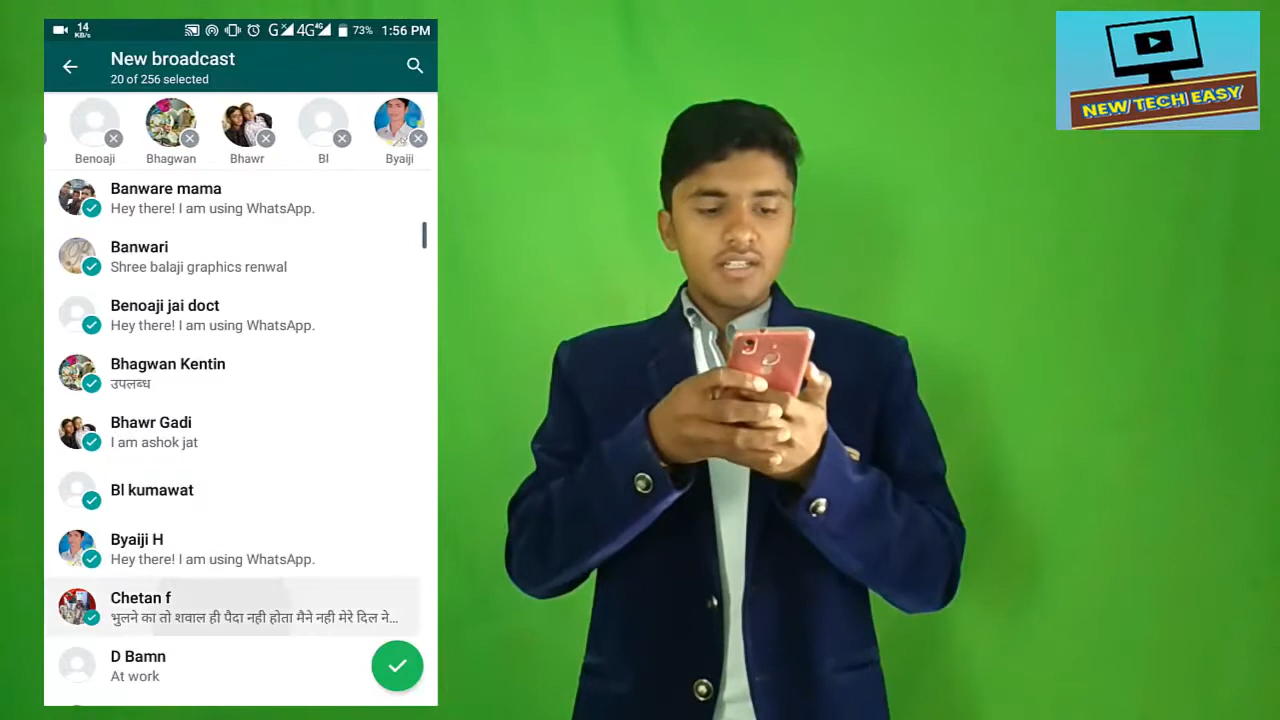 14
KB/s
G 4G 4G 73% 1:56 PM
New broadcast
20 of 256 selected
Benoaji Bhagwan Bhawr Bl Byaiji
Banware mama
Hey there! I am using WhatsApp.
Banwari
Shree balaji graphics renwal
Benoaji jai doct
Hey there! I am using WhatsApp.
Bhagwan Kentin
उपलब्ध
Bhawr Gadi
I am ashok jat
Bl kumawat
Byaiji H
Hey there! I am using WhatsApp.
Chetan f
भुलने का तो शवाल ही पैदा नही होता मैने नही मेरे दिल ने...
D Bamn
At work
NEW TECH EASY